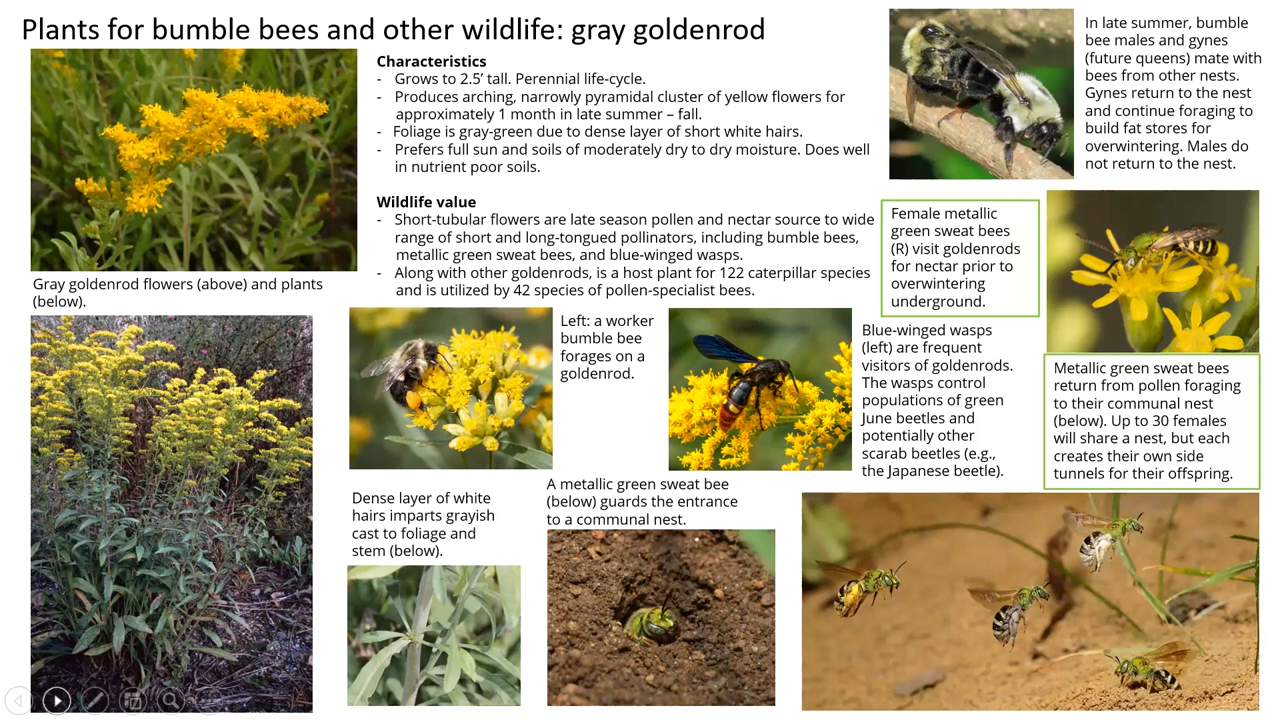 Plants for bumble bees and other wildlife: gray goldenrod
Characteristics
- Grows to 2.5' tall. Perennial life-cycle.
- Produces arching, narrowly pyramidal cluster of yellow flowers for
approximately 1 month in late summer – fall.
- Foliage is gray-green due to dense layer of short white hairs.
- Prefers full sun and soils of moderately dry to dry moisture. Does well
in nutrient poor soils.
Wildlife value
- Short-tubular flowers are late season pollen and nectar source to wide
range of short and long-tongued pollinators, including bumble bees,
metallic green sweat bees, and blue-winged wasps.
- Along with other goldenrods, is a host plant for 122 caterpillar species
and is utilized by 42 species of pollen-specialist bees.
In late summer, bumble
bee males and gynes
(future queens) mate with
bees from other nests.
Gynes return to the nest
and continue foraging to
build fat stores for
overwintering. Males do
not return to the nest.
Female metallic
green sweat bees
(R) visit goldenrods
for nectar prior to
overwintering
underground.
Gray goldenrod flowers (above) and plants
(below).
Left: a worker
bumble bee
forages on a
goldenrod.
Blue-winged wasps
(left) are frequent
visitors of goldenrods.
The wasps control
populations of green
June beetles and
potentially other
scarab beetles (e.g.,
the Japanese beetle).
Metallic green sweat bees
return from pollen foraging
to their communal nest
(below). Up to 30 females
will share a nest, but each
creates their own side
tunnels for their offspring.
Dense layer of white
hairs imparts grayish
cast to foliage and
stem (below).
A metallic green sweat bee
(below) guards the entrance
to a communal nest.